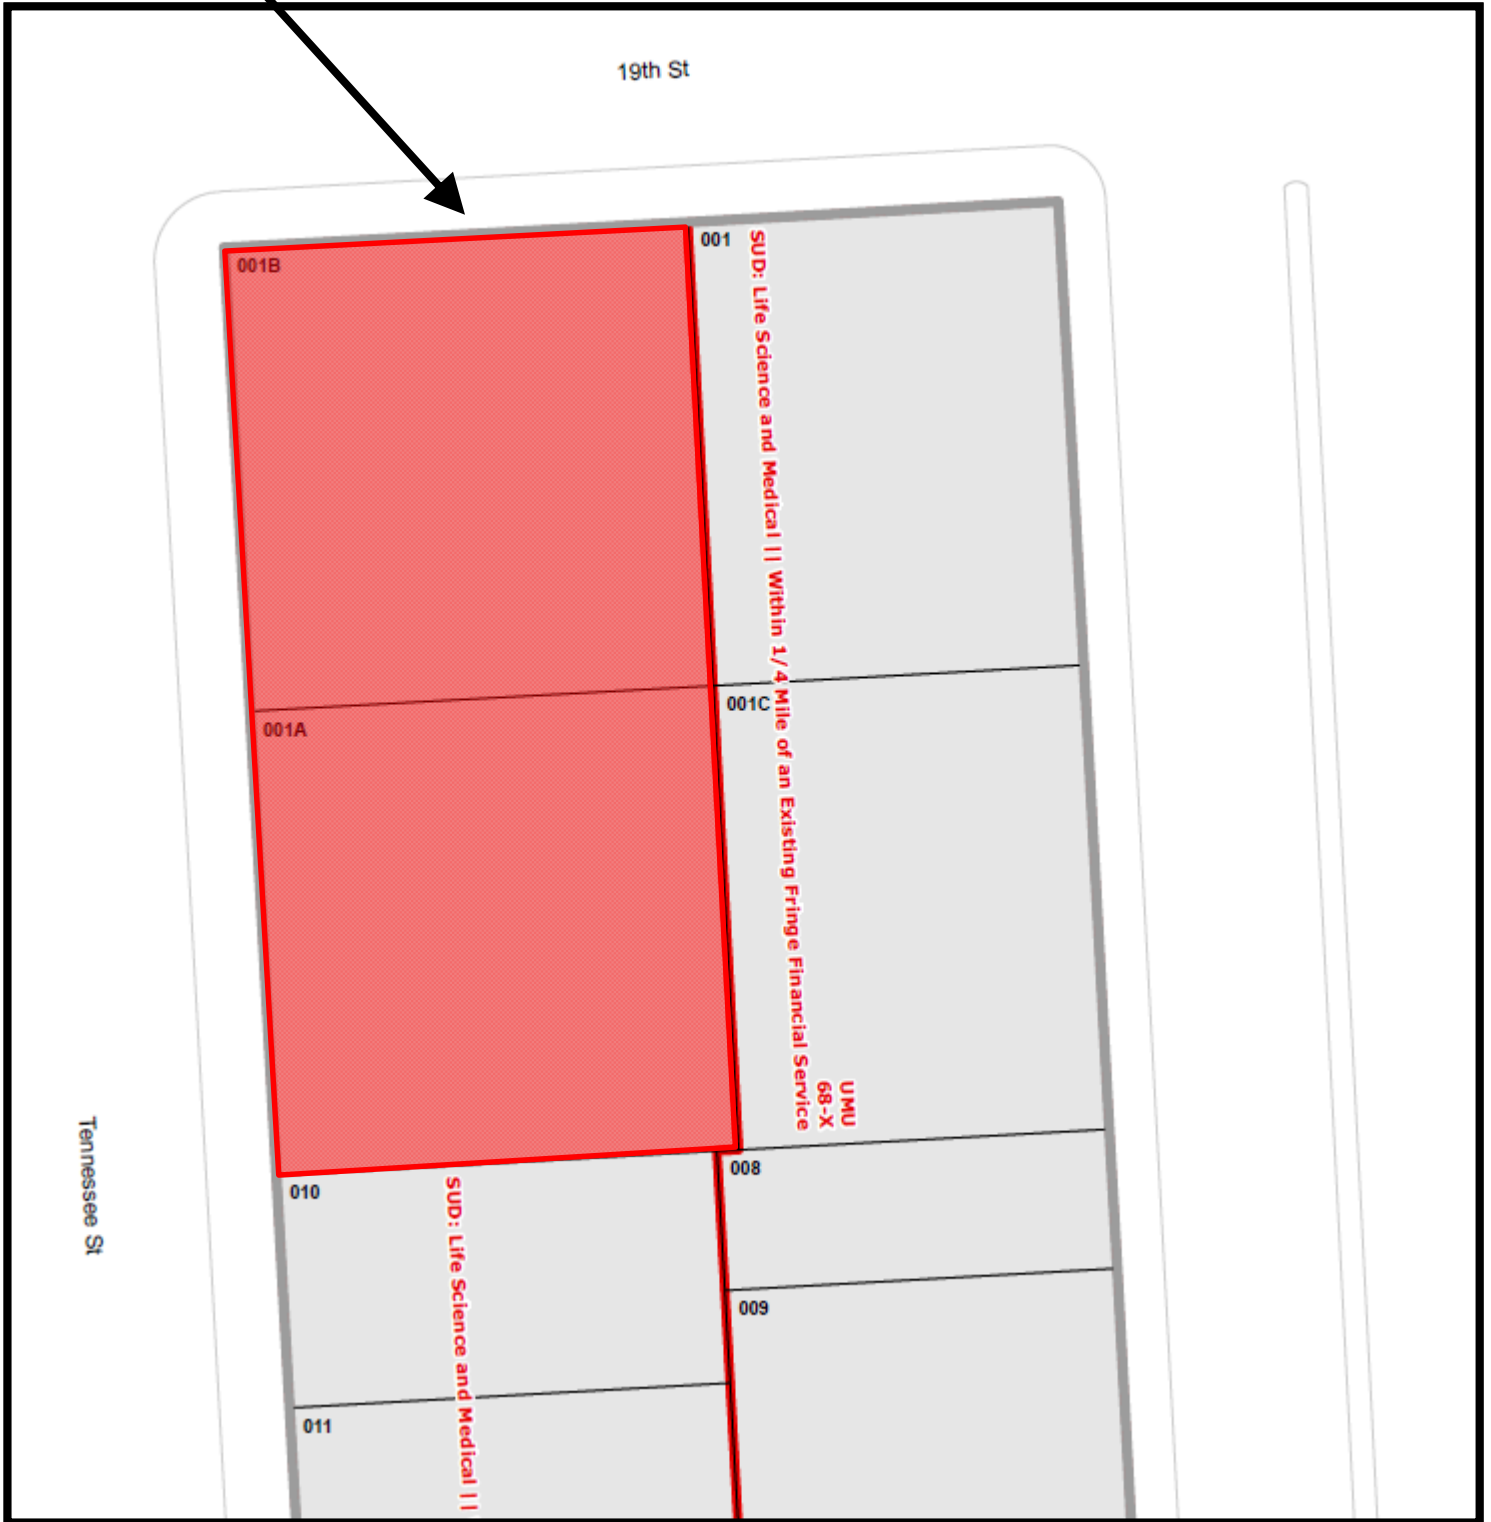 19th St
001B
001
SUD: Life Science and Medical || Within 1/4 Mile of an Existing Fringe Financial Service
001C
001A
UMU
68-X
Tennessee St
008
010
SUD: Life Science and Medical ||
009
011